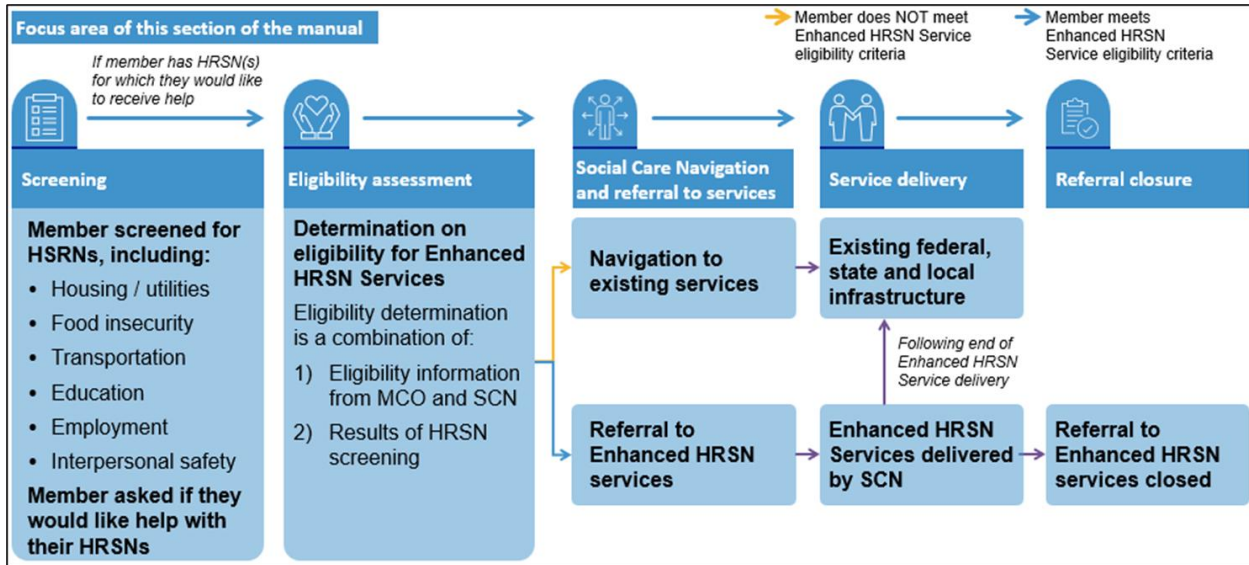 Focus area of this section of the manual
Member does NOT meet
Enhanced HRSN Service
eligibility criteria
Member meets
Enhanced HRSN
Service eligibility criteria
If member has HRSN(s)
for which they would like
to receive help
Screening
Eligibility assessment
Social Care Navigation
and referral to services
Service delivery
Referral closure
Member screened for
HSRNs, including:
• Housing / utilities
• Food insecurity
• Transportation
• Education
• Employment
• Interpersonal safety
Member asked if they
would like help with
their HRSNs
Determination on
eligibility for Enhanced
HRSN Services
Eligibility determination
is a combination of:
1) Eligibility information
from MCO and SCN
2) Results of HRSN
screening
Navigation to
existing services
Existing federal,
state and local
infrastructure
Following end of
Enhanced HRSN
Service delivery
Referral to
Enhanced HRSN
services
Enhanced HRSN
Services delivered
by SCN
Referral to
Enhanced HRSN
services closed